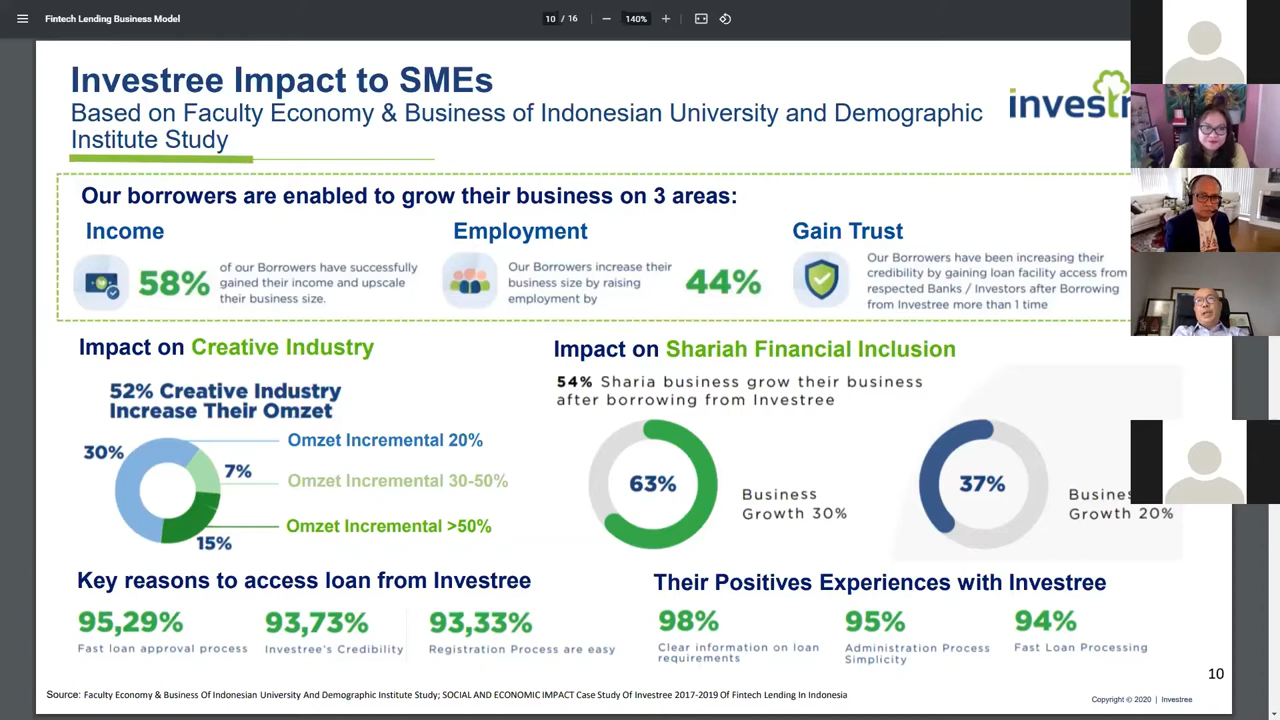 Fintech Lending Business Model
10 / 16
140%
Investree Impact to SMEs
Based on Faculty Economy & Business of Indonesian University and Demographic
Institute Study
Our borrowers are enabled to grow their business on 3 areas:
Income
58%
of our Borrowers have successfully
gained their income and upscale
their business size.
Employment
Our Borrowers increase their
business size by raising
employment by
44%
Gain Trust
Our Borrowers have been increasing their
credibility by gaining loan facility access from
respected Banks / Investors after Borrowing
from Investree more than 1 time
Impact on Creative Industry
52% Creative Industry
Increase Their Omzet
30%
7%
15%
Omzet Incremental 20%
Omzet Incremental 30-50%
Omzet Incremental >50%
Impact on Shariah Financial Inclusion
54% Sharia business grow their business
after borrowing from Investree
63%
Business
Growth 30%
37%
Growth 20%
Key reasons to access loan from Investree
95,29%
Fast loan approval process
93,73%
Investree's Credibility
93,33%
Registration Process are easy
Their Positives Experiences with Investree
98%
Clear information on loan
requirements
95%
Administration Process
Simplicity
94%
Fast Loan Processing
10
Source: Faculty Economy & Business Of Indonesian University And Demographic Institute Study; SOCIAL AND ECONOMIC IMPACT Case Study Of Investree 2017-2019 Of Fintech Lending In Indonesia
Copyright © 2020 | Investree